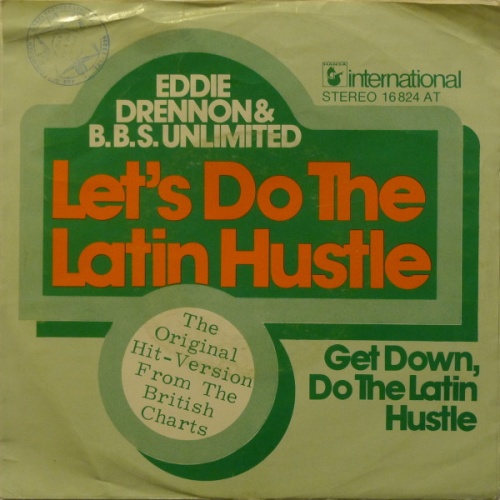 EDDIE
DRENNON &
B.B.S. UNLIMITED
international
STEREO 16 824 AT
Let's Do The
Latin Hustle
The
Original
Hit-Version
From The
British
Charts
Get Down,
Do The Latin
Hustle